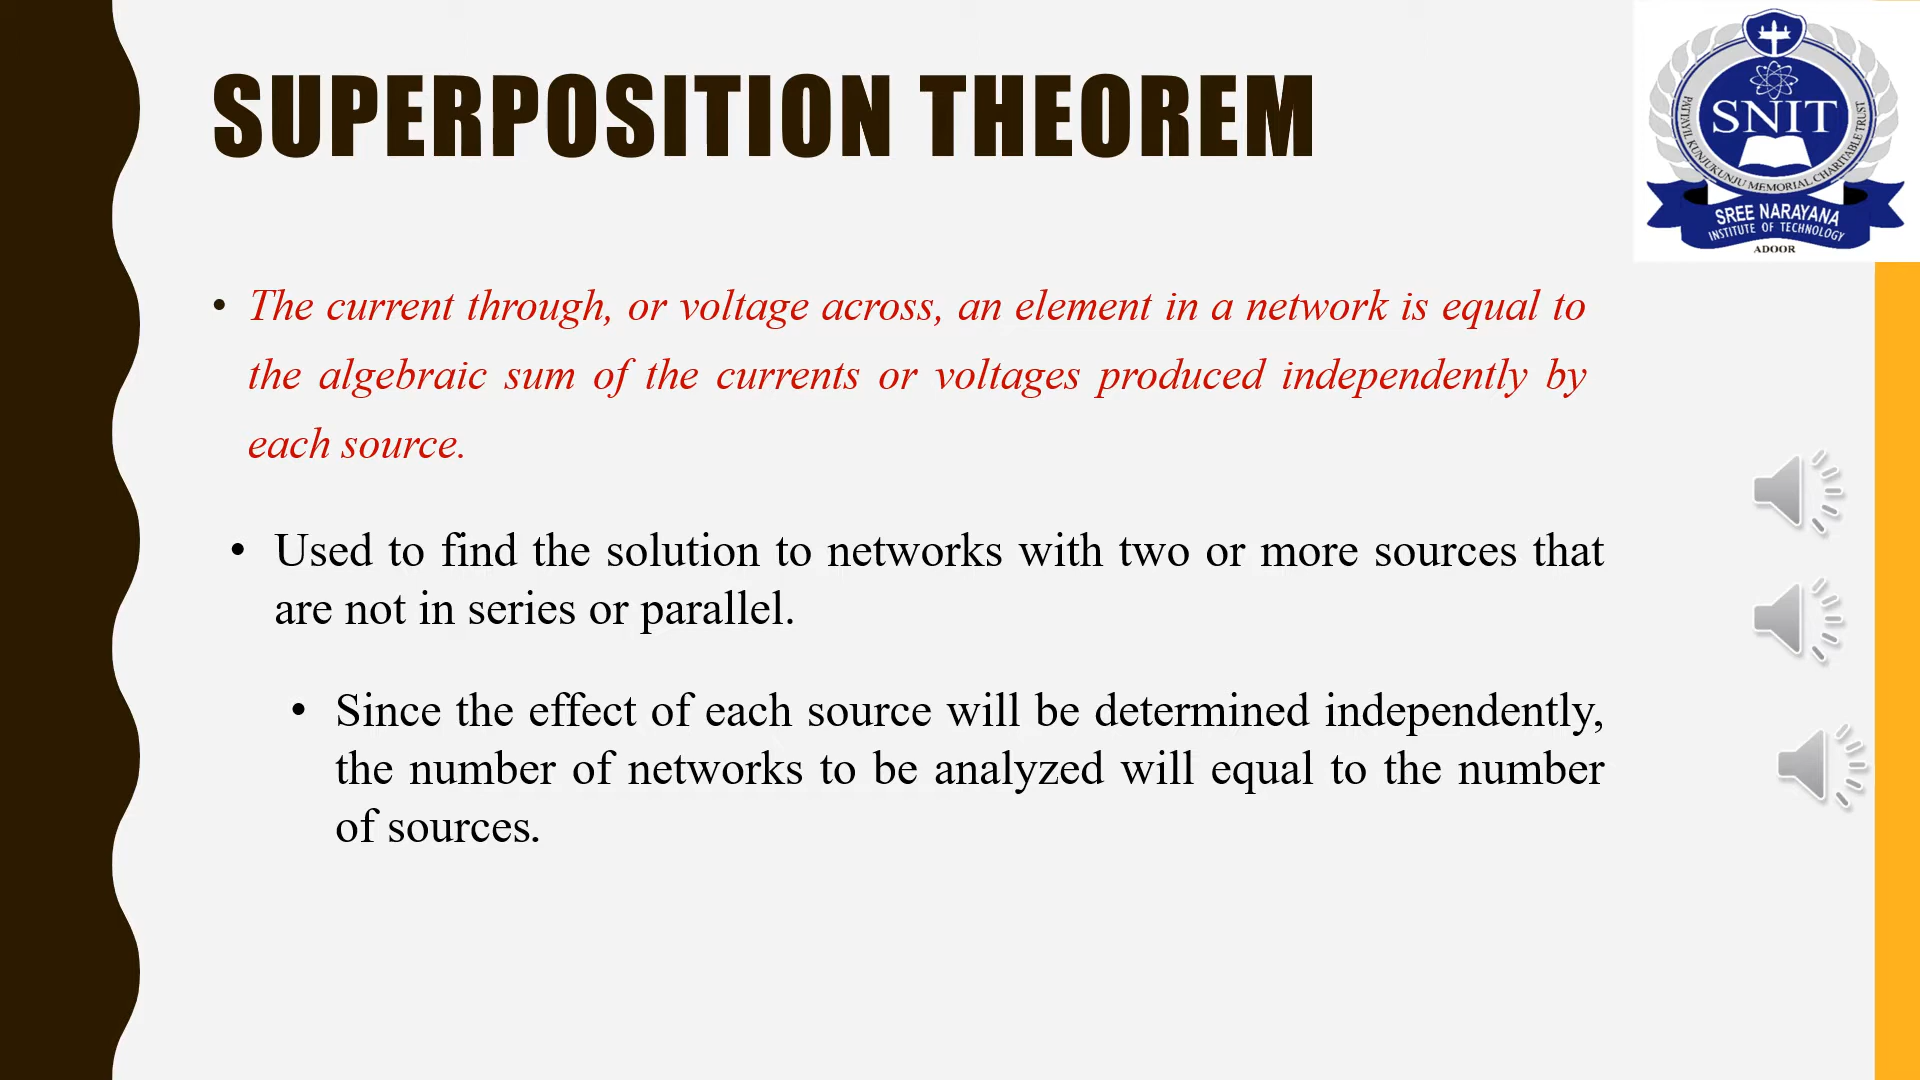 SUPERPOSITION THEOREM
SNIT
PATTAYIL KUNJUKUNJU MEMORIAL CHARITABLE TRUST
SREE NARAYANA
INSTITUTE OF TECHNOLOGY
ADOOR
• The current through, or voltage across, an element in a network is equal to
the algebraic sum of the currents or voltages produced independently by
each source.
• Used to find the solution to networks with two or more sources that
are not in series or parallel.
• Since the effect of each source will be determined independently,
the number of networks to be analyzed will equal to the number
of sources.